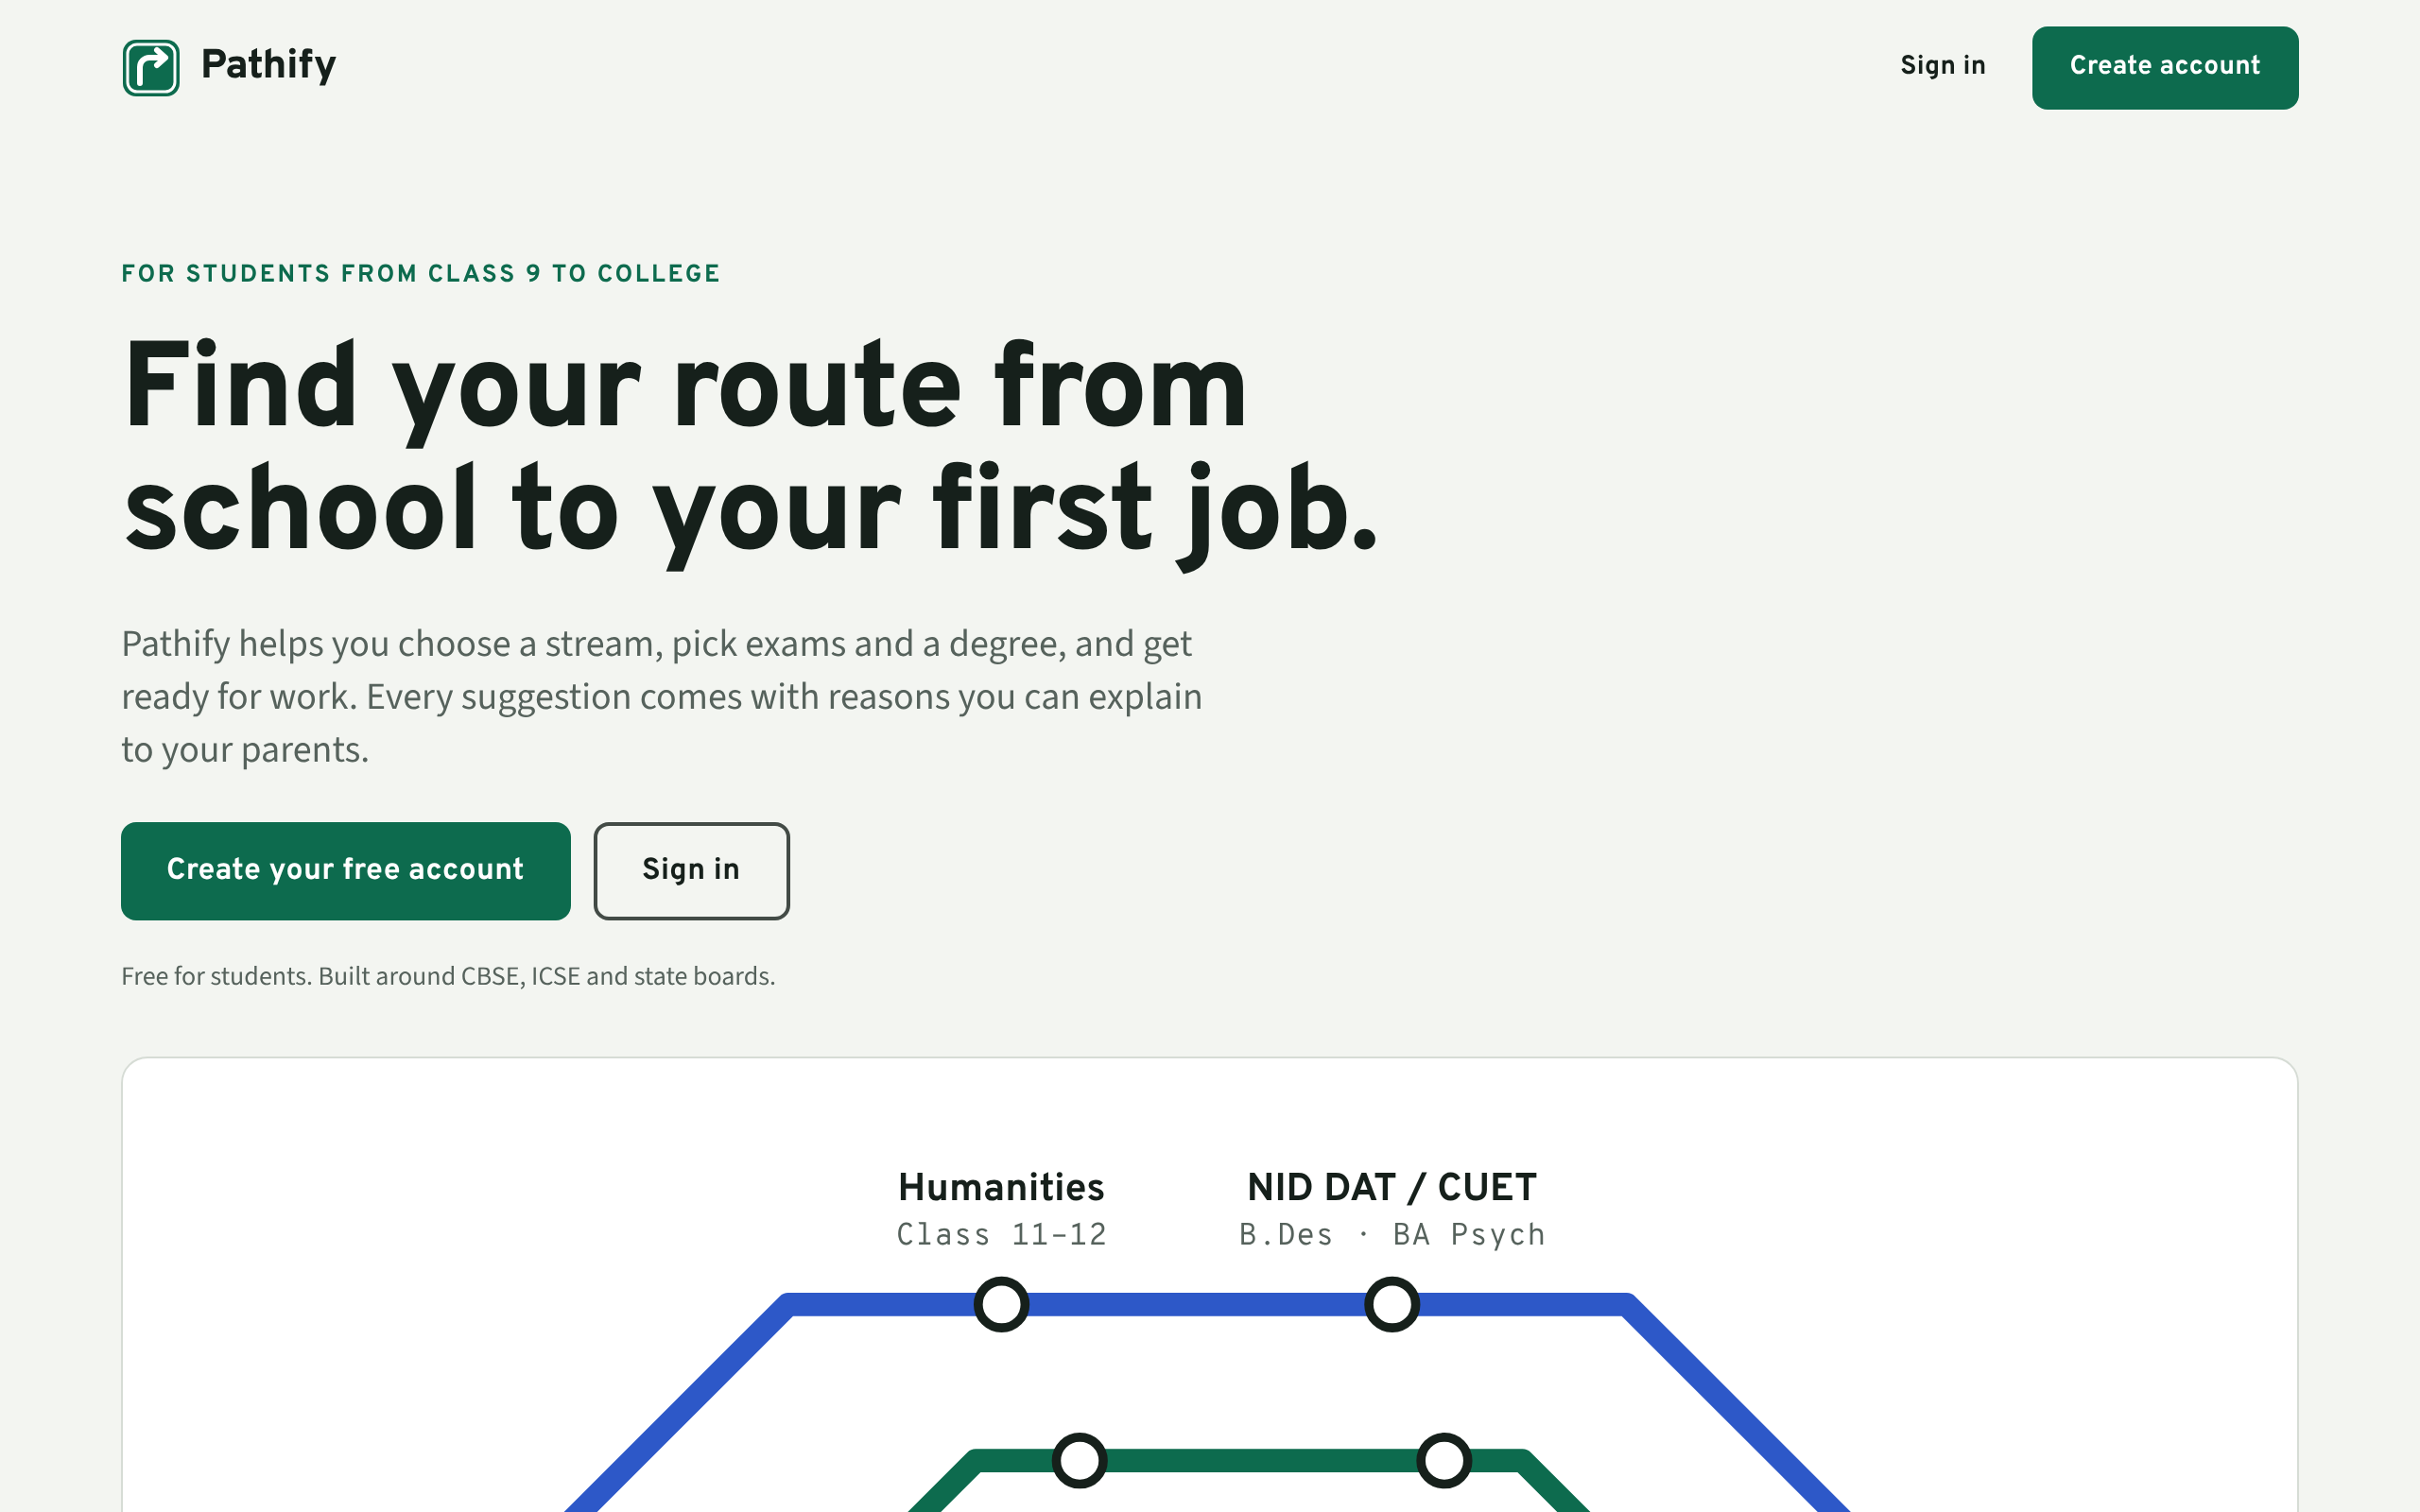 Pathify
Sign in
Create account
FOR STUDENTS FROM CLASS 9 TO COLLEGE
Find your route from
school to your first job.
Pathify helps you choose a stream, pick exams and a degree, and get
ready for work. Every suggestion comes with reasons you can explain
to your parents.
Create your free account
Sign in
Free for students. Built around CBSE, ICSE and state boards.
Humanities
Class 11–12
NID DAT / CUET
B.Des · BA Psych